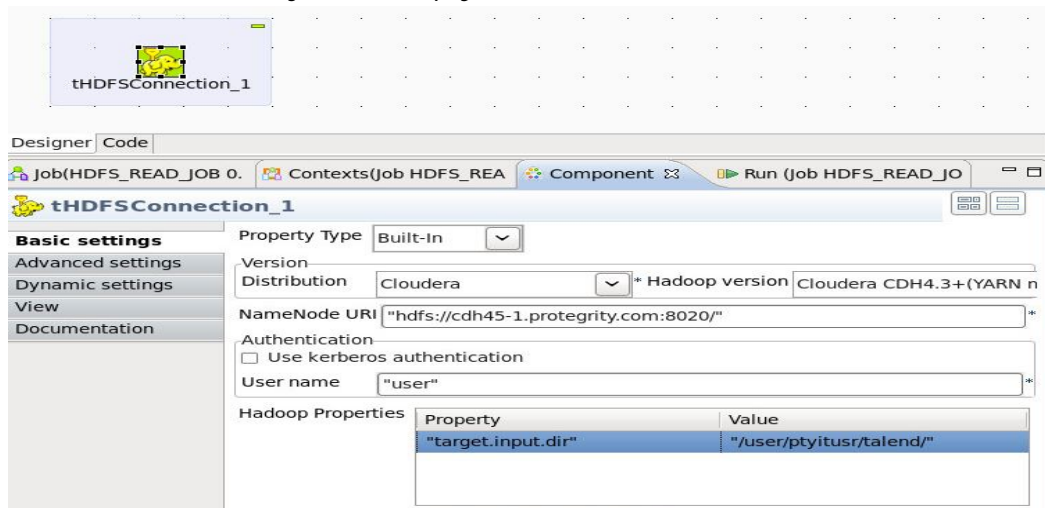 tHDFSConnection_1
Designer Code
Job(HDFS_READ_JOB 0. Contexts(Job HDFS_REA Component Run (Job HDFS_READ_JO
tHDFSConnection_1
Basic settings
Property Type Built-In
Advanced settings
Version
Dynamic settings
Distribution Cloudera * Hadoop version Cloudera CDH4.3+(YARN
View
NameNode URI "hdfs://cdh45-1.protegrity.com:8020/" *
Documentation
Authentication
Use kerberos authentication
User name "user" *
Hadoop Properties Property Value
"target.input.dir" "/user/ptyitusr/talend/"